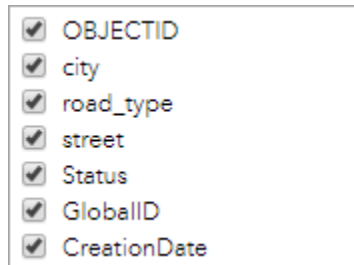 OBJECTID
city
road_type
street
Status
GlobalID
CreationDate